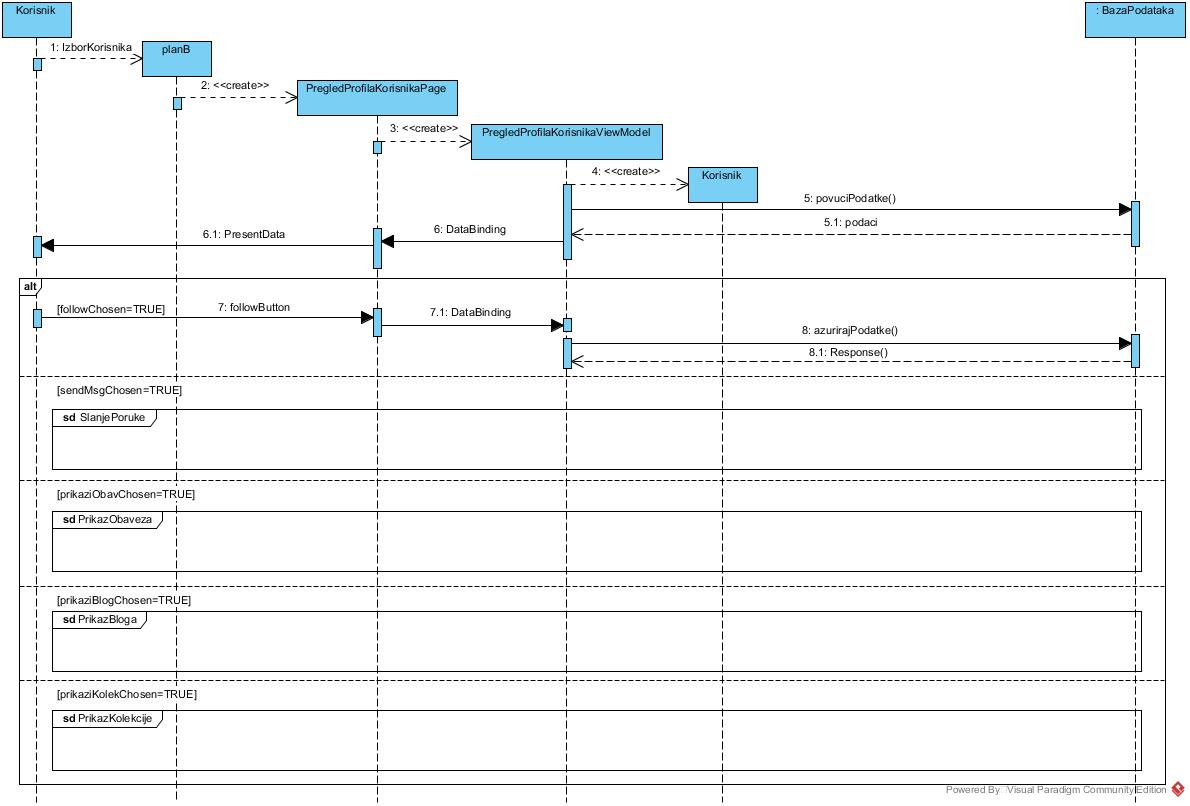 Korisnik
: BazaPodataka
1: IzborKorisnika
planB
2: <<create>>
PregledProfilaKorisnikaPage
3: <<create>>
PregledProfilaKorisnikaViewModel
4: <<create>>
Korisnik
5: povuciPodatke()
5.1: podaci
6: DataBinding
6.1: PresentData
alt
[followChosen=TRUE]
7: followButton
7.1: DataBinding
8: azurirajPodatke()
8.1: Response()
[sendMsgChosen=TRUE]
sd SlanjePoruke
[prikaziObavChosen=TRUE]
sd PrikazObaveza
[prikaziBlogChosen=TRUE]
sd PrikazBloga
[prikaziKolekChosen=TRUE]
sd PrikazKolekcije
Powered By Visual Paradigm Community Edition